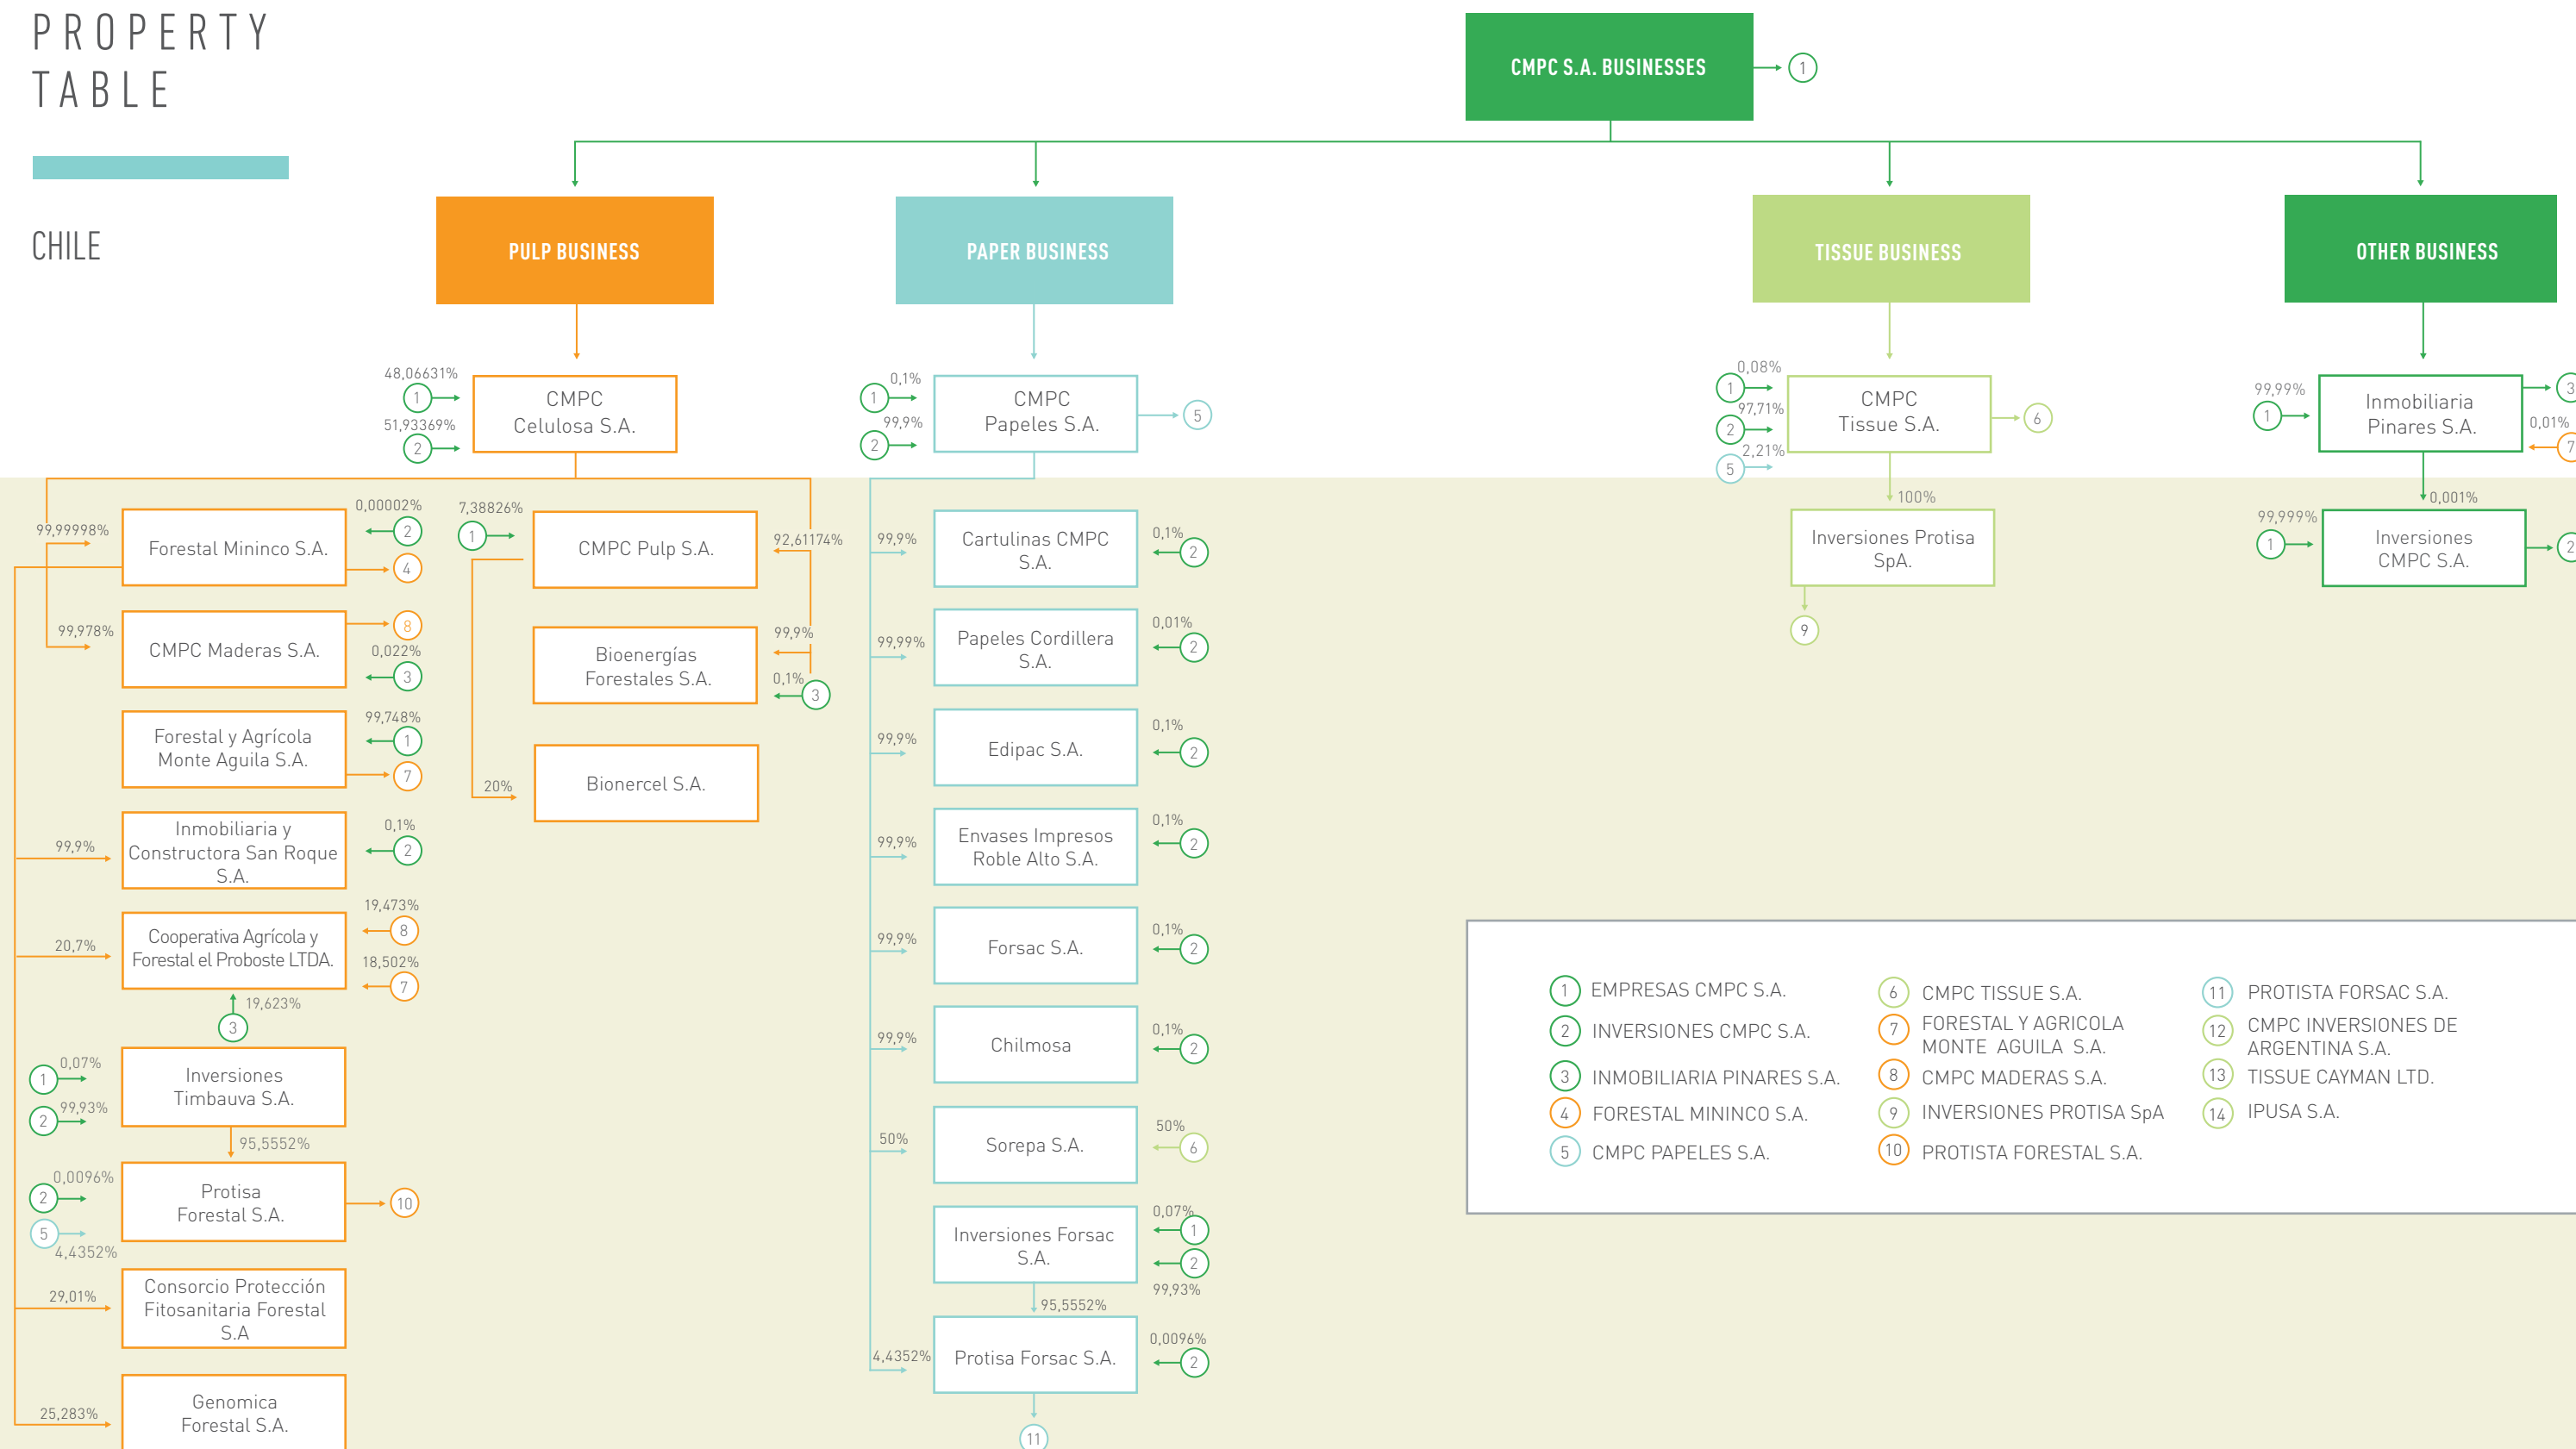 PROPERTY
TABLE
CHILE
CMPC S.A. BUSINESSES
1
PULP BUSINESS
PAPER BUSINESS
TISSUE BUSINESS
OTHER BUSINESS
48,06631%
1
51,93369%
2
CMPC
Celulosa S.A.
0,1%
1
99,9%
2
CMPC
Papeles S.A.
5
0,08%
1
97,71%
2
2,21%
5
CMPC
Tissue S.A.
6
99,99%
1
Inmobiliaria
Pinares S.A.
3
0,01%
7
99,99998%
Forestal Mininco S.A.
0,00002%
2
4
99,978%
CMPC Maderas S.A.
8
0,022%
3
Forestal y Agrícola
Monte Aguila S.A.
99,748%
1
7
99,9%
Inmobiliaria y
Constructora San Roque
S.A.
0,1%
2
20,7%
Cooperativa Agrícola y
Forestal el Proboste LTDA.
19,473%
8
18,502%
7
19,623%
3
0,07%
1
99,93%
2
Inversiones
Timbauva S.A.
95,5552%
0,0096%
2
5
4,4352%
Protisa
Forestal S.A.
10
29,01%
Consorcio Protección
Fitosanitaria Forestal
S.A
25,283%
Genomica
Forestal S.A.
7,38826%
1
CMPC Pulp S.A.
92,61174%
Bioenergías
Forestales S.A.
99,9%
0,1%
3
20%
Bionercel S.A.
99,9%
Cartulinas CMPC
S.A.
0,1%
2
99,99%
Papeles Cordillera
S.A.
0,01%
2
99,9%
Edipac S.A.
0,1%
2
99,9%
Envases Impresos
Roble Alto S.A.
0,1%
2
99,9%
Forsac S.A.
0,1%
2
99,9%
Chilmosa
0,1%
2
50%
Sorepa S.A.
50%
6
Inversiones Forsac
S.A.
0,07%
1
2
99,93%
95,5552%
4,4352%
Protisa Forsac S.A.
0,0096%
2
11
100%
Inversiones Protisa
SpA.
9
0,001%
99,999%
1
Inversiones
CMPC S.A.
2
1 EMPRESAS CMPC S.A.
2 INVERSIONES CMPC S.A.
3 INMOBILIARIA PINARES S.A.
4 FORESTAL MININCO S.A.
5 CMPC PAPELES S.A.
6 CMPC TISSUE S.A.
7 FORESTAL Y AGRICOLA
MONTE AGUILA S.A.
8 CMPC MADERAS S.A.
9 INVERSIONES PROTISA SpA
10 PROTISTA FORESTAL S.A.
11 PROTISTA FORSAC S.A.
12 CMPC INVERSIONES DE
ARGENTINA S.A.
13 TISSUE CAYMAN LTD.
14 IPUSA S.A.